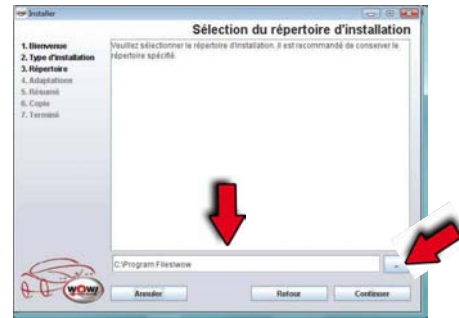 Installer
Sélection du répertoire d'installation
1. Bienvenue
2. Type d'installation
3. Répertoire
4. Adaptations
5. Résumé
6. Copie
7. Terminé
Veuillez sélectionner le répertoire d'installation. Il est recommandé de conserver le
répertoire spécifié.
C:\Program Files\wow
..
WOW!
Annuler
Retour
Continuer